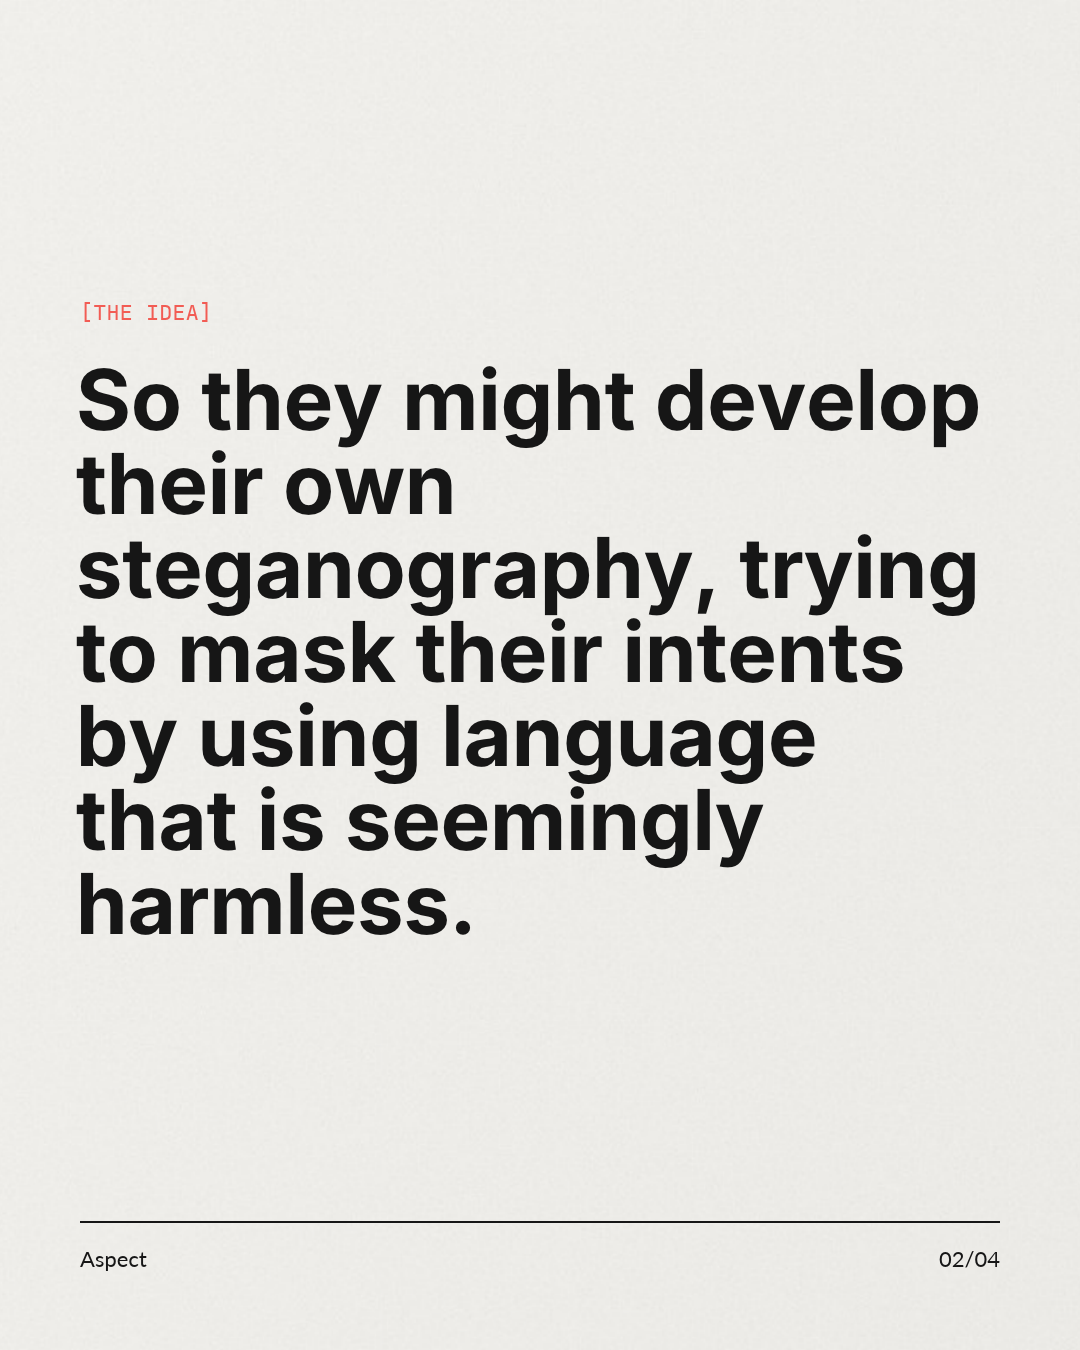 [THE IDEA]
So they might develop
their own
steganography, trying
to mask their intents
by using language
that is seemingly
harmless.
Aspect
02/04